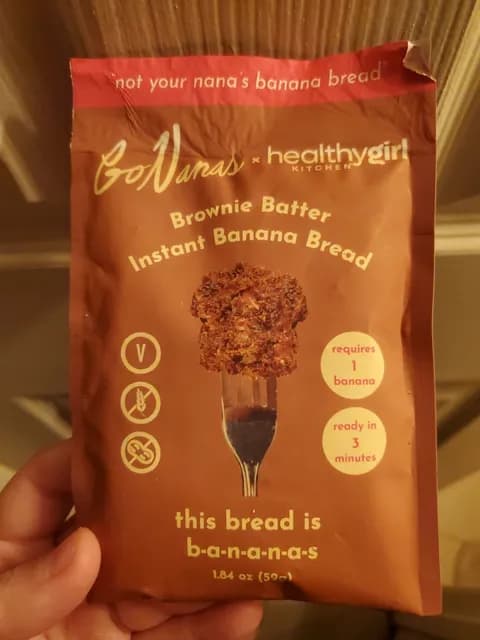 not your nana's banana bread
GoNanas × healthygirl
KITCHEN
Brownie Batter
Instant Banana Bread
V
requires
1
banana
ready in
3
minutes
this bread is
b-a-n-a-n-a-s
1.84 oz